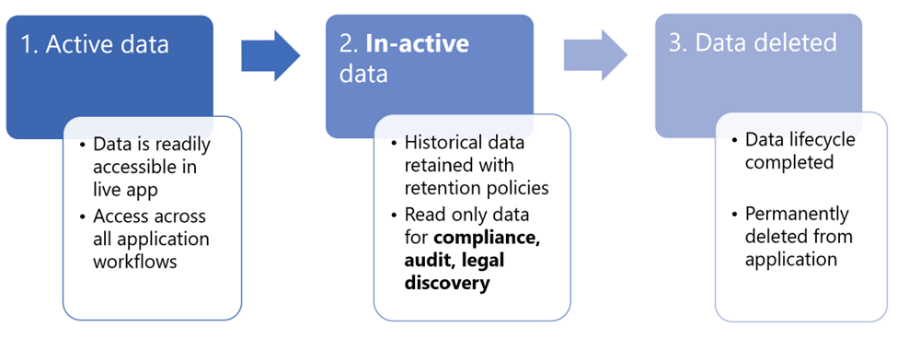 1. Active data
• Data is readily
accessible in
live app
• Access across
all application
workflows
2. In-active
data
• Historical data
retained with
retention policies
• Read only data
for compliance,
audit, legal
discovery
3. Data deleted
• Data lifecycle
completed
• Permanently
deleted from
application